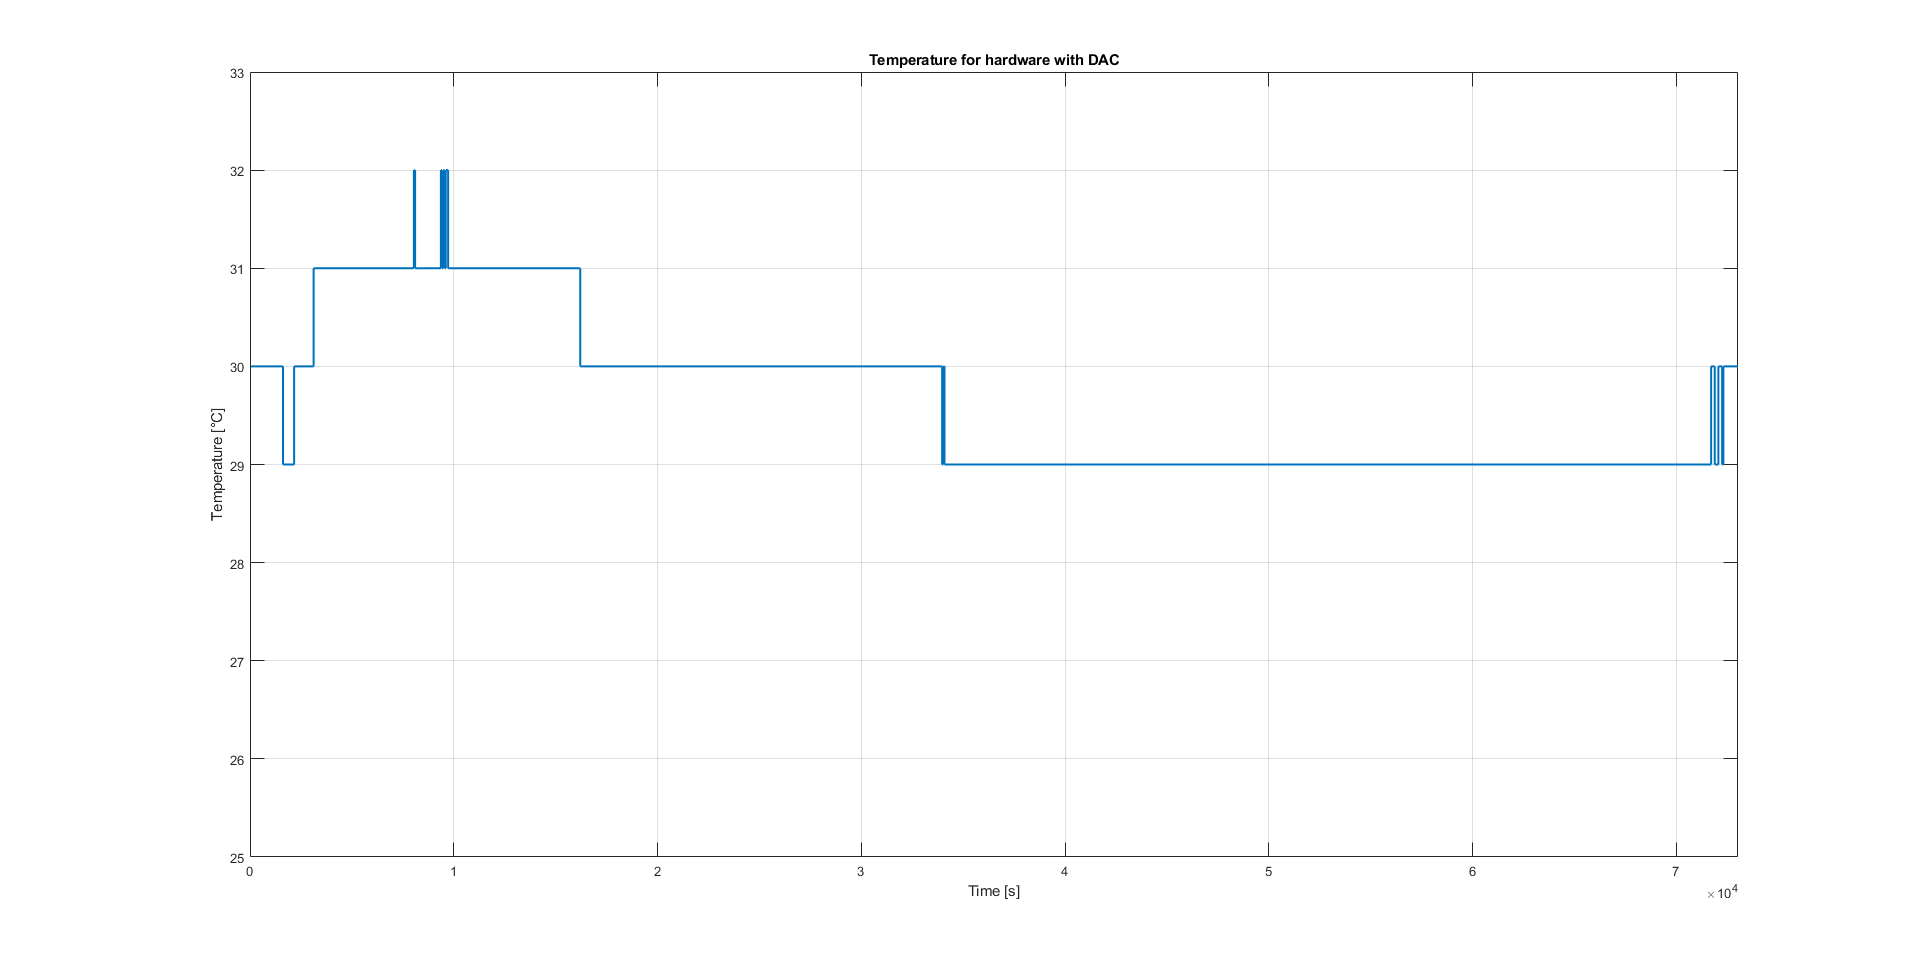 Temperature for hardware with DAC
33
32
31
30
29
28
27
26
25
Temperature [°C]
0 1 2 3 4 5 6 7
Time [s]
×10⁴